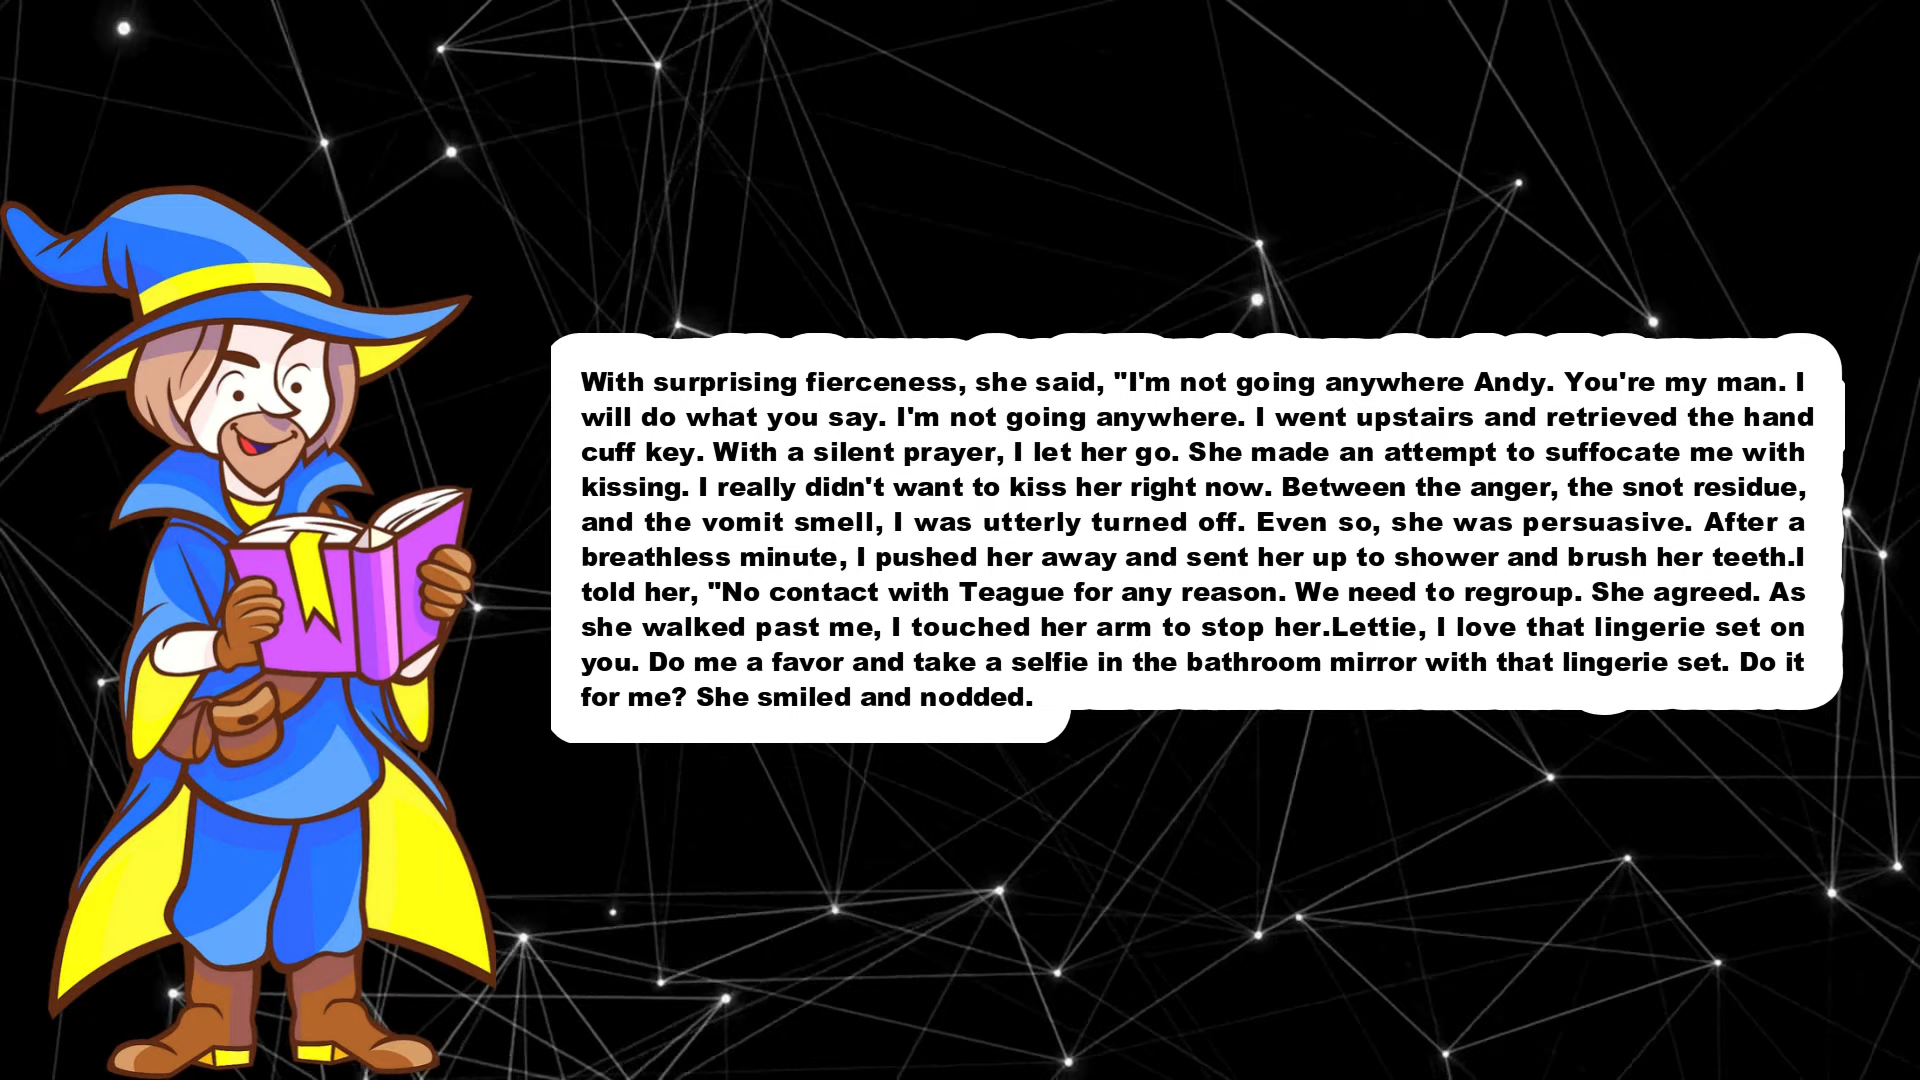 With surprising fierceness, she said, "I'm not going anywhere Andy. You're my man. I
will do what you say. I'm not going anywhere. I went upstairs and retrieved the hand
cuff key. With a silent prayer, I let her go. She made an attempt to suffocate me with
kissing. I really didn't want to kiss her right now. Between the anger, the snot residue,
and the vomit smell, I was utterly turned off. Even so, she was persuasive. After a
breathless minute, I pushed her away and sent her up to shower and brush her teeth.I
told her, "No contact with Teague for any reason. We need to regroup. She agreed. As
she walked past me, I touched her arm to stop her.Lettie, I love that lingerie set on
you. Do me a favor and take a selfie in the bathroom mirror with that lingerie set. Do it
for me? She smiled and nodded.